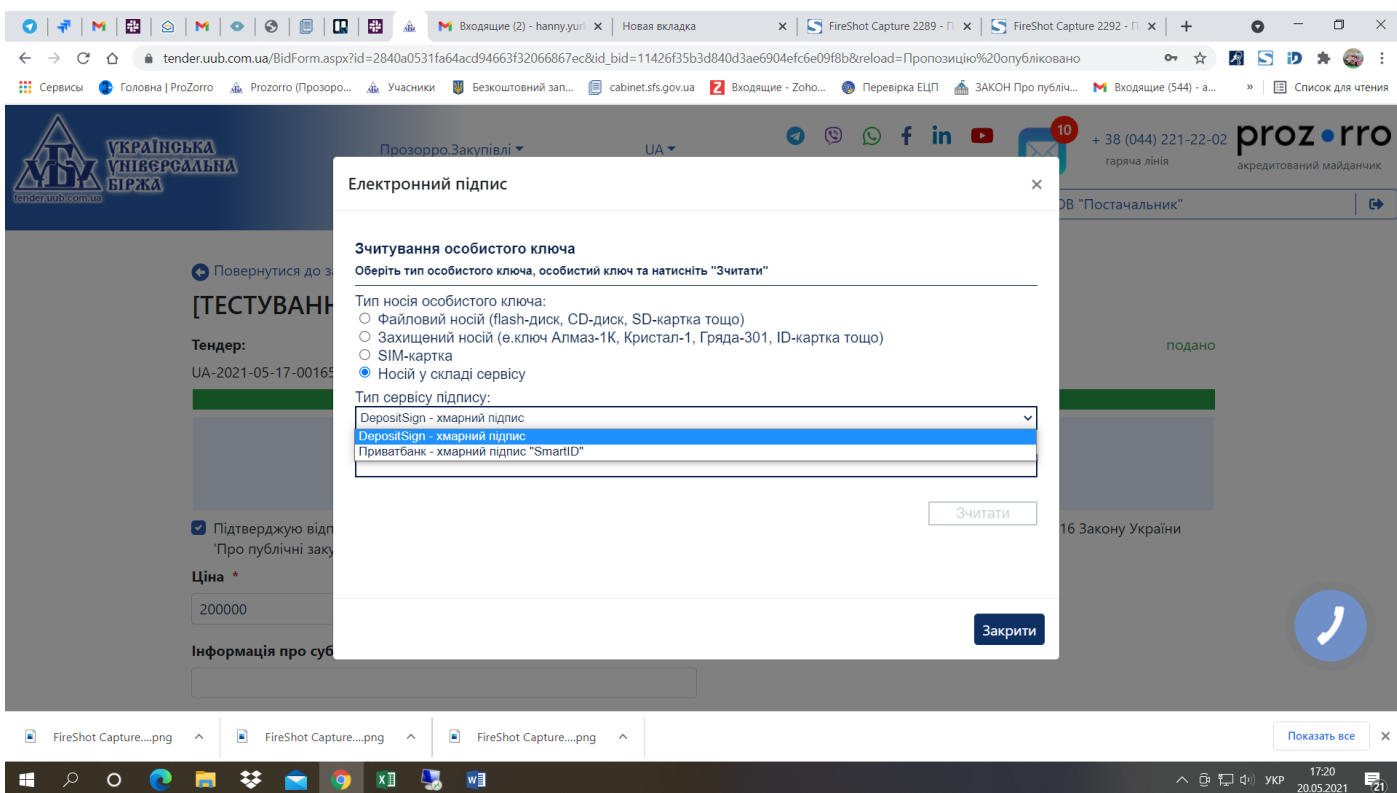 Входящие (2) - hanny.yuri
Новая вкладка
FireShot Capture 2289 - П
FireShot Capture 2292 - П
tender.uub.com.ua/BidForm.aspx?id=2840a0531fa64acd94663f32066867ec&id_bid=11426f35b3d840d3ae6904efc6e09f8b&reload=Пропозицію%20опубліковано
Сервисы
Головна | ProZorro
Prozorro (Прозоро...
Учасники
Безкоштовний зап...
cabinet.sfs.gov.ua
Входящие - Zoho...
Перевірка ЕЦП
ЗАКОН Про публіч...
Входящие (544) - a...
»
Список для чтения
УКРАЇНСЬКА
УНІВЕРСАЛЬНА
БІРЖА
tender.uub.com.ua
Прозорро.Закупівлі
UA
10
+ 38 (044) 221-22-02
гаряча лінія
prozorro
акредитований майданчик
ОВ "Постачальник"
Електронний підпис
×
Зчитування особистого ключа
Оберіть тип особистого ключа, особистий ключ та натисніть "Зчитати"
Тип носія особистого ключа:
Файловий носій (flash-диск, CD-диск, SD-картка тощо)
Захищений носій (е.ключ Алмаз-1К, Кристал-1, Гряда-301, ID-картка тощо)
SIM-картка
Носій у складі сервісу
Тип сервісу підпису:
DepositSign - хмарний підпис
DepositSign - хмарний підпис
Приватбанк - хмарний підпис "SmartID"
Зчитати
Закрити
Повернутися до з
[ТЕСТУВАНН
Тендер:
подано
UA-2021-05-17-00165
Підтверджую відп
16 Закону України
'Про публічні заку
Ціна *
200000
Інформація про суб
FireShot Capture....png
FireShot Capture....png
FireShot Capture....png
Показать все
УКР
17:20
20.05.2021
21